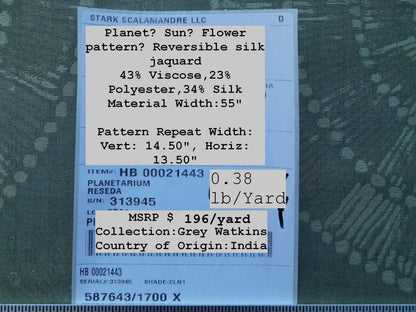 STARK SCALAMANDRE LLC D
Planet? Sun? Flower
pattern? Reversible silk
jaquard
43% Viscose,23%
Polyester,34% Silk
Material Width:55"
Pattern Repeat Width:
Vert: 14.50", Horiz:
13.50"
ITEM: HB 00021443
PLANETARIUM
RESEDA
S/N: 313945
0.38
lb/Yard
MSRP $ 196/yard
Collection:Grey Watkins
Country of Origin:India
HB 00021443
SERIAL#:313945 SHADE:CLN1
587643/1700 X